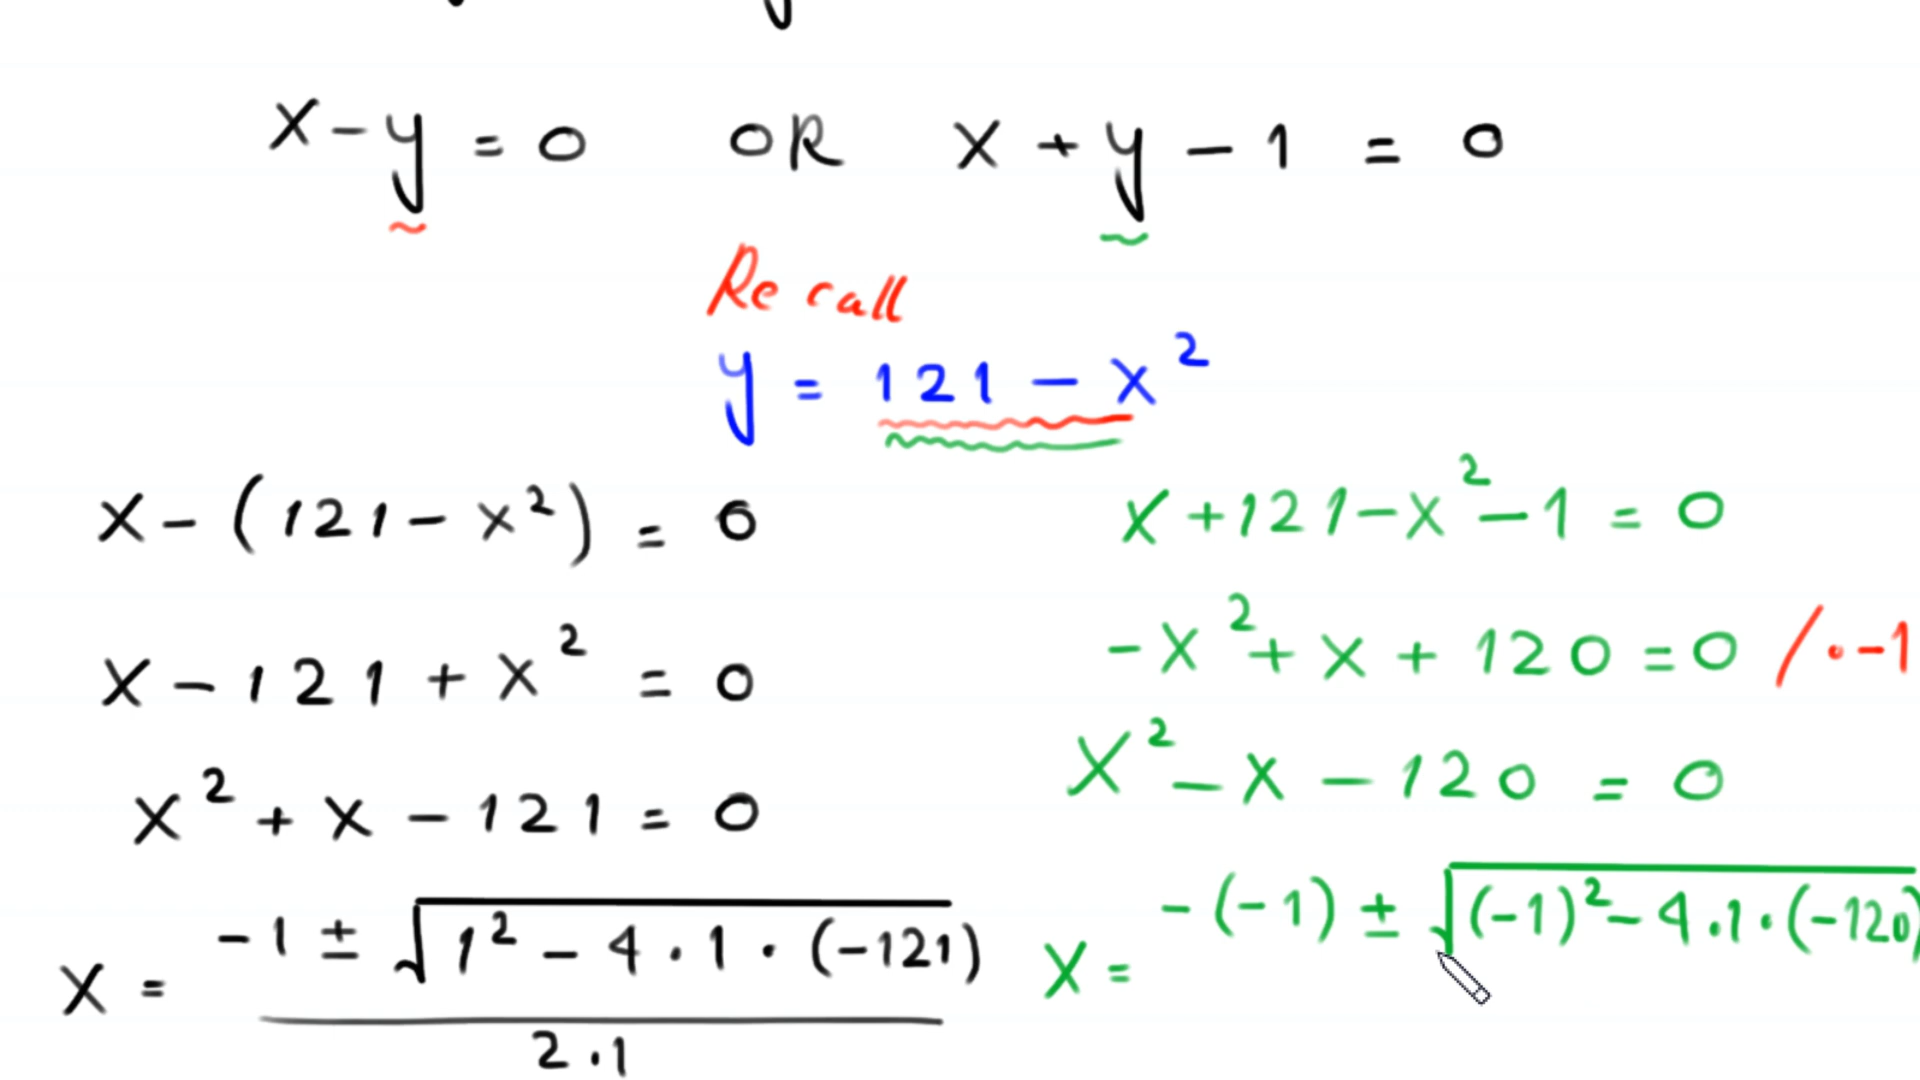 x - y = 0 OR x + y - 1 = 0
Recall
y = 121 - x²
x - (121 - x²) = 0
x - 121 + x² = 0
x² + x - 121 = 0
x = (-1 ± √(1² - 4 · 1 · (-121))) / (2 · 1)
x + 121 - x² - 1 = 0
-x² + x + 120 = 0 / · -1
x² - x - 120 = 0
x = -(-1) ± √((-1)² - 4 · 1 · (-120)